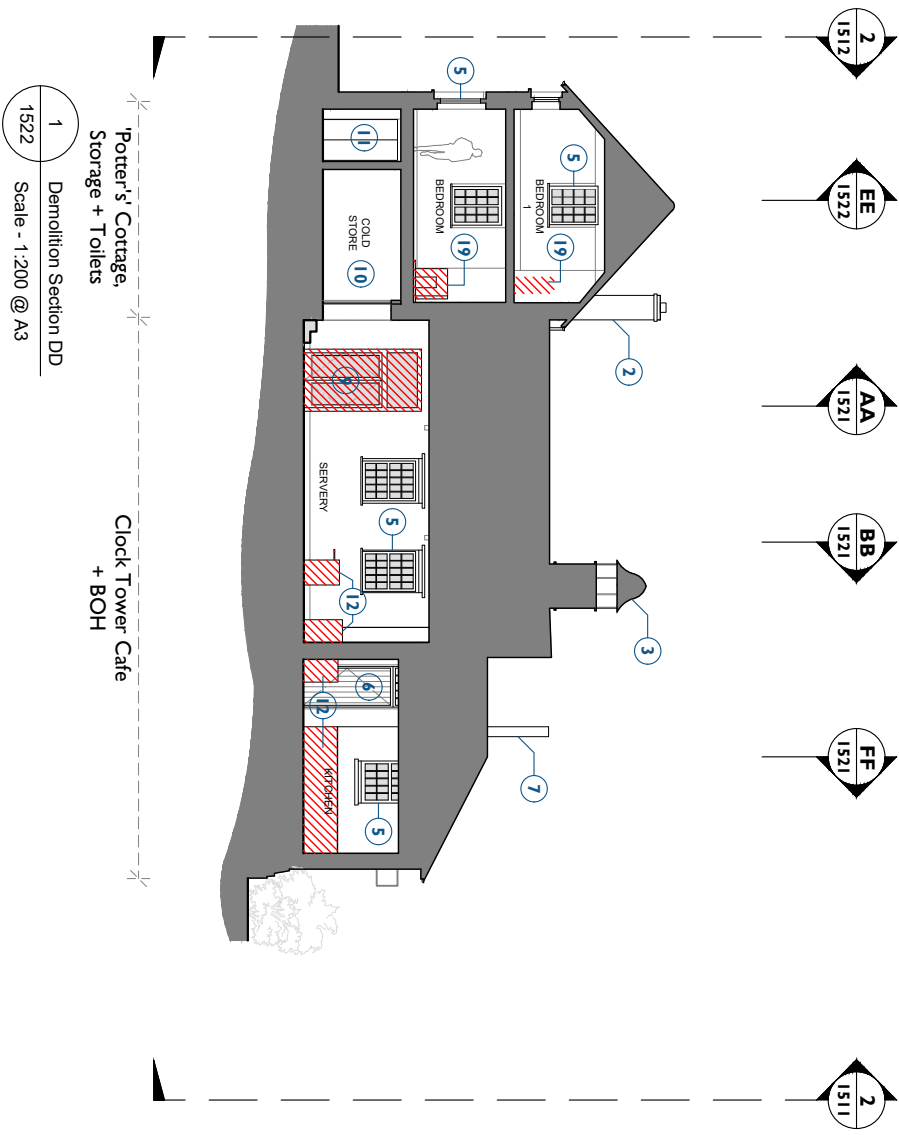 2
1512
EE
1522
AA
1521
BB
1521
FF
1521
2
1511
2
3
7
5
BEDROOM
1
19
5
BEDROOM
19
11
COLD
STORE
10
9
SERVERY
5
12
6
12
KITCHEN
5
'Potter's' Cottage,
Storage + Toilets
Clock Tower Cafe
+ BOH
1
1522
Demolition Section DD
Scale - 1:200 @ A3